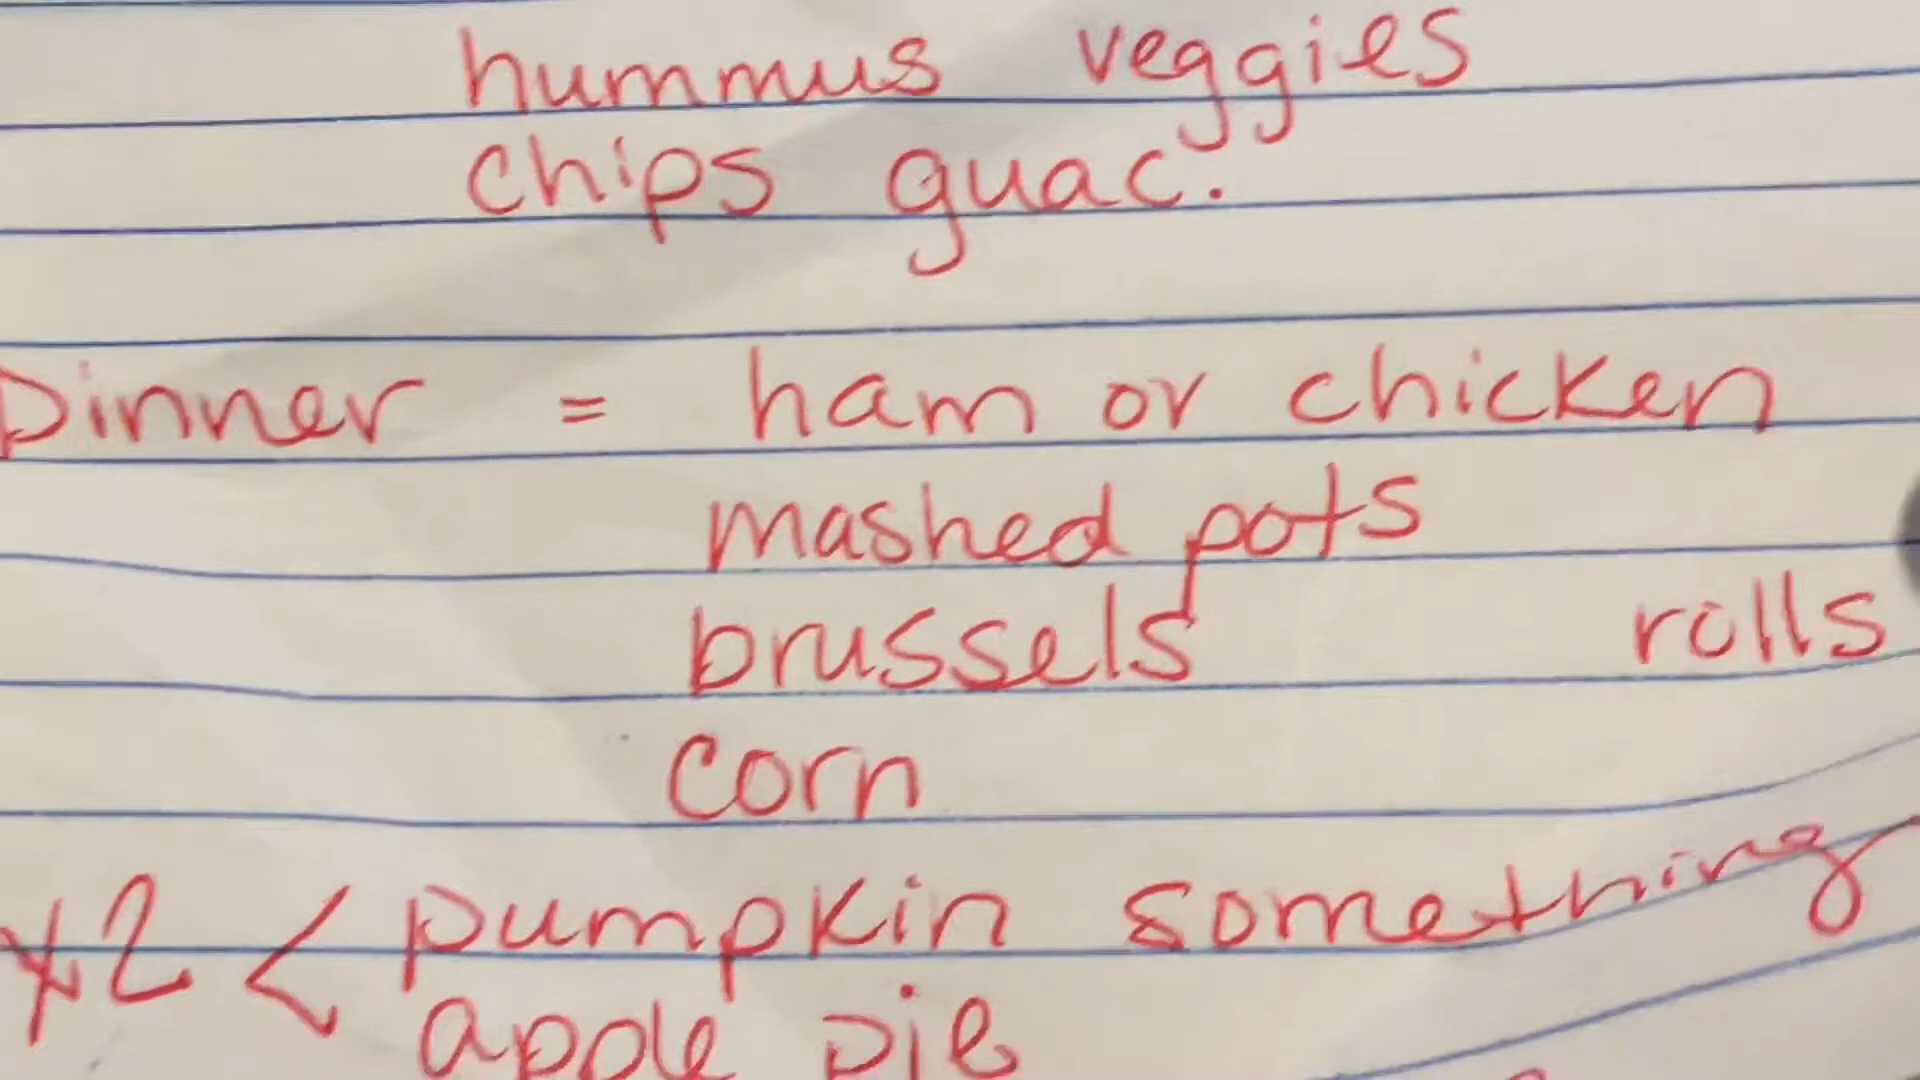 hummus veggies
chips guac.
Dinner = ham or chicken
mashed pots
brussels rolls
corn
x2 < pumpkin something
apple pie